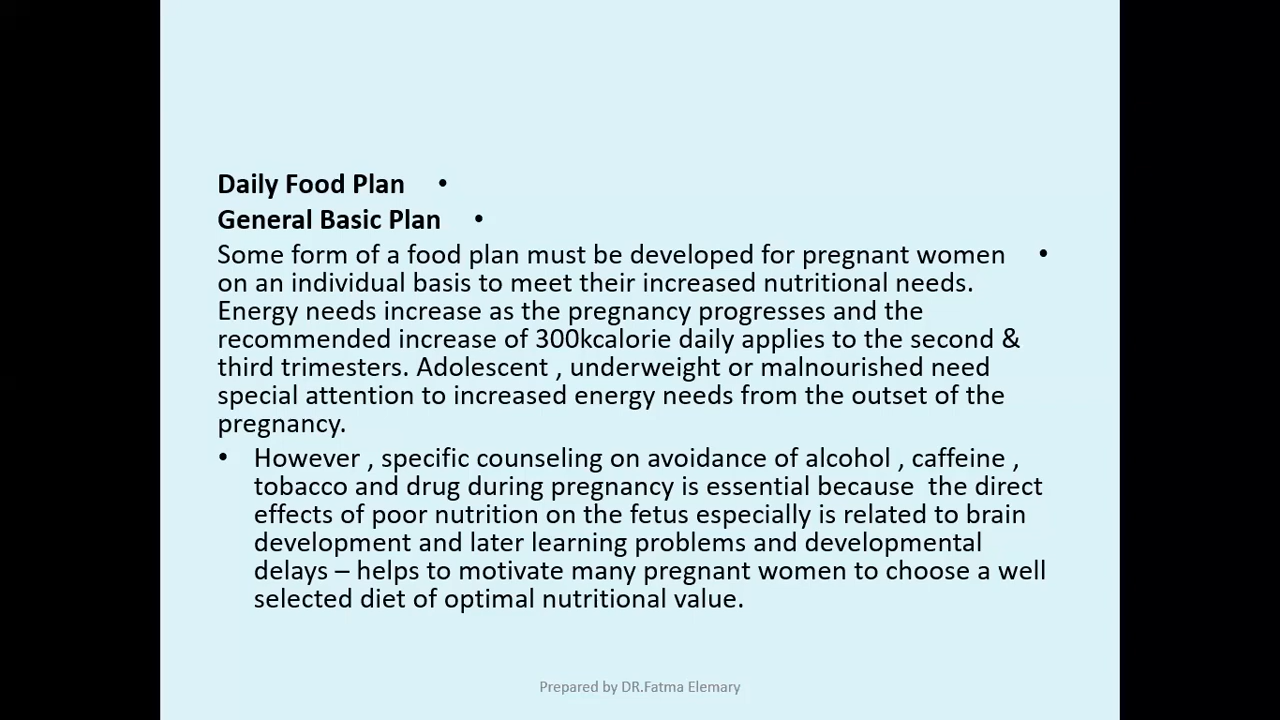 Daily Food Plan •
General Basic Plan •
Some form of a food plan must be developed for pregnant women •
on an individual basis to meet their increased nutritional needs.
Energy needs increase as the pregnancy progresses and the
recommended increase of 300kcalorie daily applies to the second &
third trimesters. Adolescent , underweight or malnourished need
special attention to increased energy needs from the outset of the
pregnancy.
• However , specific counseling on avoidance of alcohol , caffeine ,
tobacco and drug during pregnancy is essential because  the direct
effects of poor nutrition on the fetus especially is related to brain
development and later learning problems and developmental
delays – helps to motivate many pregnant women to choose a well
selected diet of optimal nutritional value.
Prepared by DR.Fatma Elemary